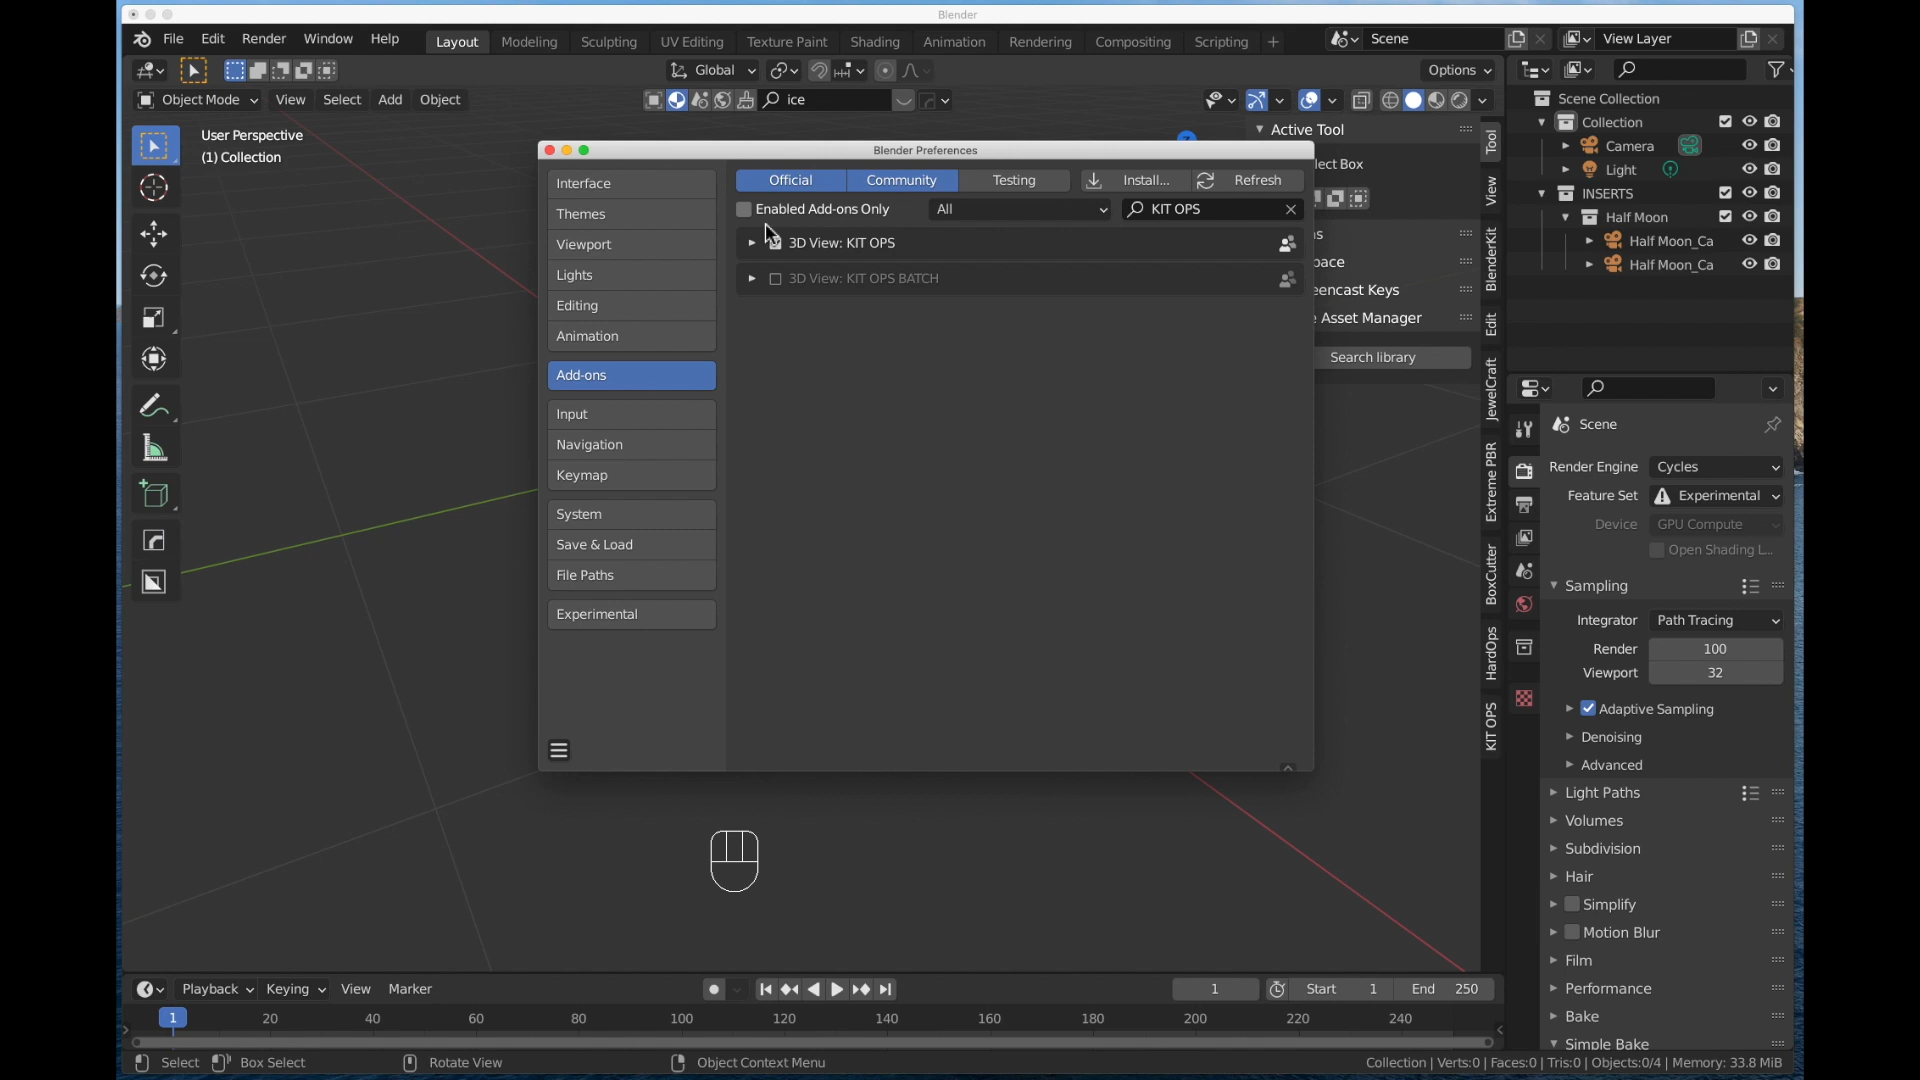 Blender
File Edit Render Window Help Layout Modeling Sculpting UV Editing Texture Paint Shading Animation Rendering Compositing Scripting Scene View Layer
Global Options
Object Mode View Select Add Object ice
User Perspective
(1) Collection
Active Tool
lect Box
s
pace
encast Keys
Asset Manager
Search library
Tool
View
BlenderKit
Edit
JewelCraft
Extreme PBR
BoxCutter
HardOps
KIT OPS
Blender Preferences
Interface
Themes
Viewport
Lights
Editing
Animation
Add-ons
Input
Navigation
Keymap
System
Save & Load
File Paths
Experimental
Official Community Testing Install... Refresh
Enabled Add-ons Only All KIT OPS
3D View: KIT OPS
3D View: KIT OPS BATCH
Scene Collection
Collection
Camera
Light
INSERTS
Half Moon
Half Moon_Ca
Half Moon_Ca
Scene
Render Engine Cycles
Feature Set Experimental
Device GPU Compute
Open Shading L...
Sampling
Integrator Path Tracing
Render 100
Viewport 32
Adaptive Sampling
Denoising
Advanced
Light Paths
Volumes
Subdivision
Hair
Simplify
Motion Blur
Film
Performance
Bake
Simple Bake
Playback Keying View Marker 1 Start 1 End 250
1 20 40 60 80 100 120 140 160 180 200 220 240
Select Box Select Rotate View Object Context Menu Collection | Verts:0 | Faces:0 | Tris:0 | Objects:0/4 | Memory: 33.8 MiB